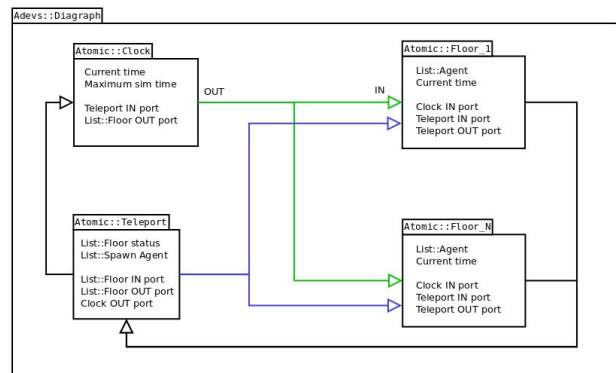 Adevs::Diagraph
Atomic::Clock
Current time
Maximum sim time
Teleport IN port
List::Floor OUT port
OUT
IN
Atomic::Floor_1
List::Agent
Current time
Clock IN port
Teleport IN port
Teleport OUT port
Atomic::Teleport
List::Floor status
List::Spawn Agent
List::Floor IN port
List::Floor OUT port
Clock OUT port
Atomic::Floor_N
List::Agent
Current time
Clock IN port
Teleport IN port
Teleport OUT port